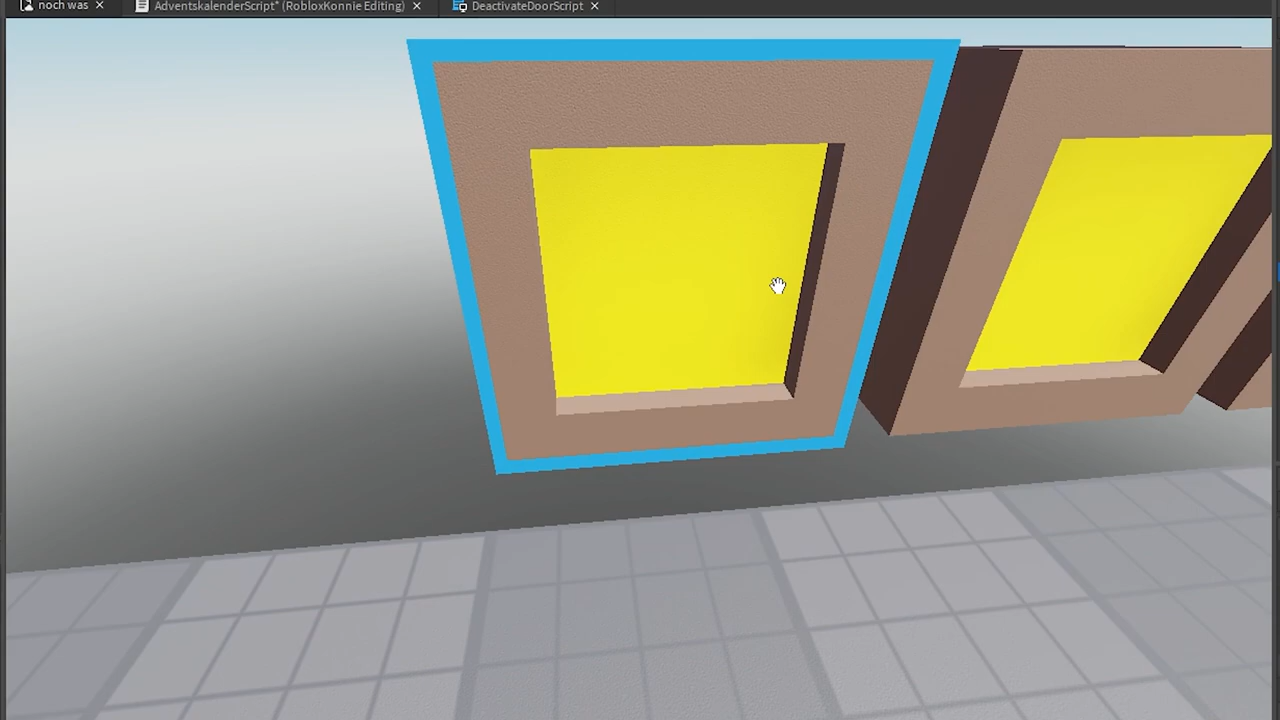 noch was
AdventskalenderScript* (RobloxKonnie Editing)
DeactivateDoorScript